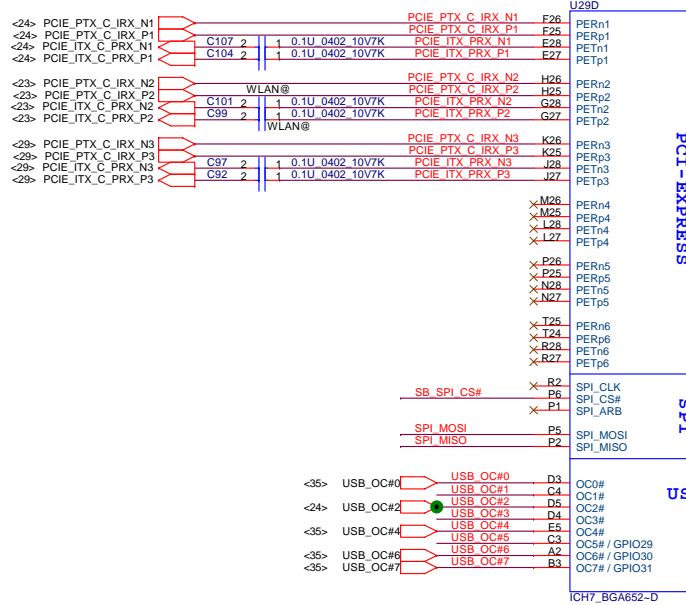 U29D
<24> PCIE_PTX_C_IRX_N1 PCIE_PTX_C_IRX_N1 F26 PERn1
<24> PCIE_PTX_C_IRX_P1 PCIE_PTX_C_IRX_P1 F25 PERp1
<24> PCIE_ITX_C_PRX_N1 C107 2 1 0.1U_0402_10V7K PCIE_ITX_PRX_N1 E28 PETn1
<24> PCIE_ITX_C_PRX_P1 C104 2 1 0.1U_0402_10V7K PCIE_ITX_PRX_P1 E27 PETp1
<23> PCIE_PTX_C_IRX_N2 PCIE_PTX_C_IRX_N2 H26 PERn2
<23> PCIE_PTX_C_IRX_P2 WLAN@ PCIE_PTX_C_IRX_P2 H25 PERp2
<23> PCIE_ITX_C_PRX_N2 C101 2 1 0.1U_0402_10V7K PCIE_ITX_PRX_N2 G28 PETn2
<23> PCIE_ITX_C_PRX_P2 C99 2 1 0.1U_0402_10V7K PCIE_ITX_PRX_P2 G27 PETp2
WLAN@
<29> PCIE_PTX_C_IRX_N3 PCIE_PTX_C_IRX_N3 K26 PERn3
<29> PCIE_PTX_C_IRX_P3 PCIE_PTX_C_IRX_P3 K25 PERp3
<29> PCIE_ITX_C_PRX_N3 C97 2 1 0.1U_0402_10V7K PCIE_ITX_PRX_N3 J28 PETn3
<29> PCIE_ITX_C_PRX_P3 C92 2 1 0.1U_0402_10V7K PCIE_ITX_PRX_P3 J27 PETp3
PCI-EXPRESS
M26 PERn4
M25 PERp4
L28 PETn4
L27 PETp4
P26 PERn5
P25 PERp5
N28 PETn5
N27 PETp5
T25 PERn6
T24 PERp6
R28 PETn6
R27 PETp6
R2 SPI_CLK
SB_SPI_CS# P6 SPI_CS#
P1 SPI_ARB
SPI
SPI_MOSI P5 SPI_MOSI
SPI_MISO P2 SPI_MISO
<35> USB_OC#0 USB_OC#0 D3 OC0#
USB_OC#1 C4 OC1#
<24> USB_OC#2 USB_OC#2 D5 OC2#
USB_OC#3 D4 OC3#
<35> USB_OC#4 USB_OC#4 E5 OC4#
USB_OC#5 C3 OC5# / GPIO29
<35> USB_OC#6 USB_OC#6 A2 OC6# / GPIO30
<35> USB_OC#7 USB_OC#7 B3 OC7# / GPIO31
ICH7_BGA652~D